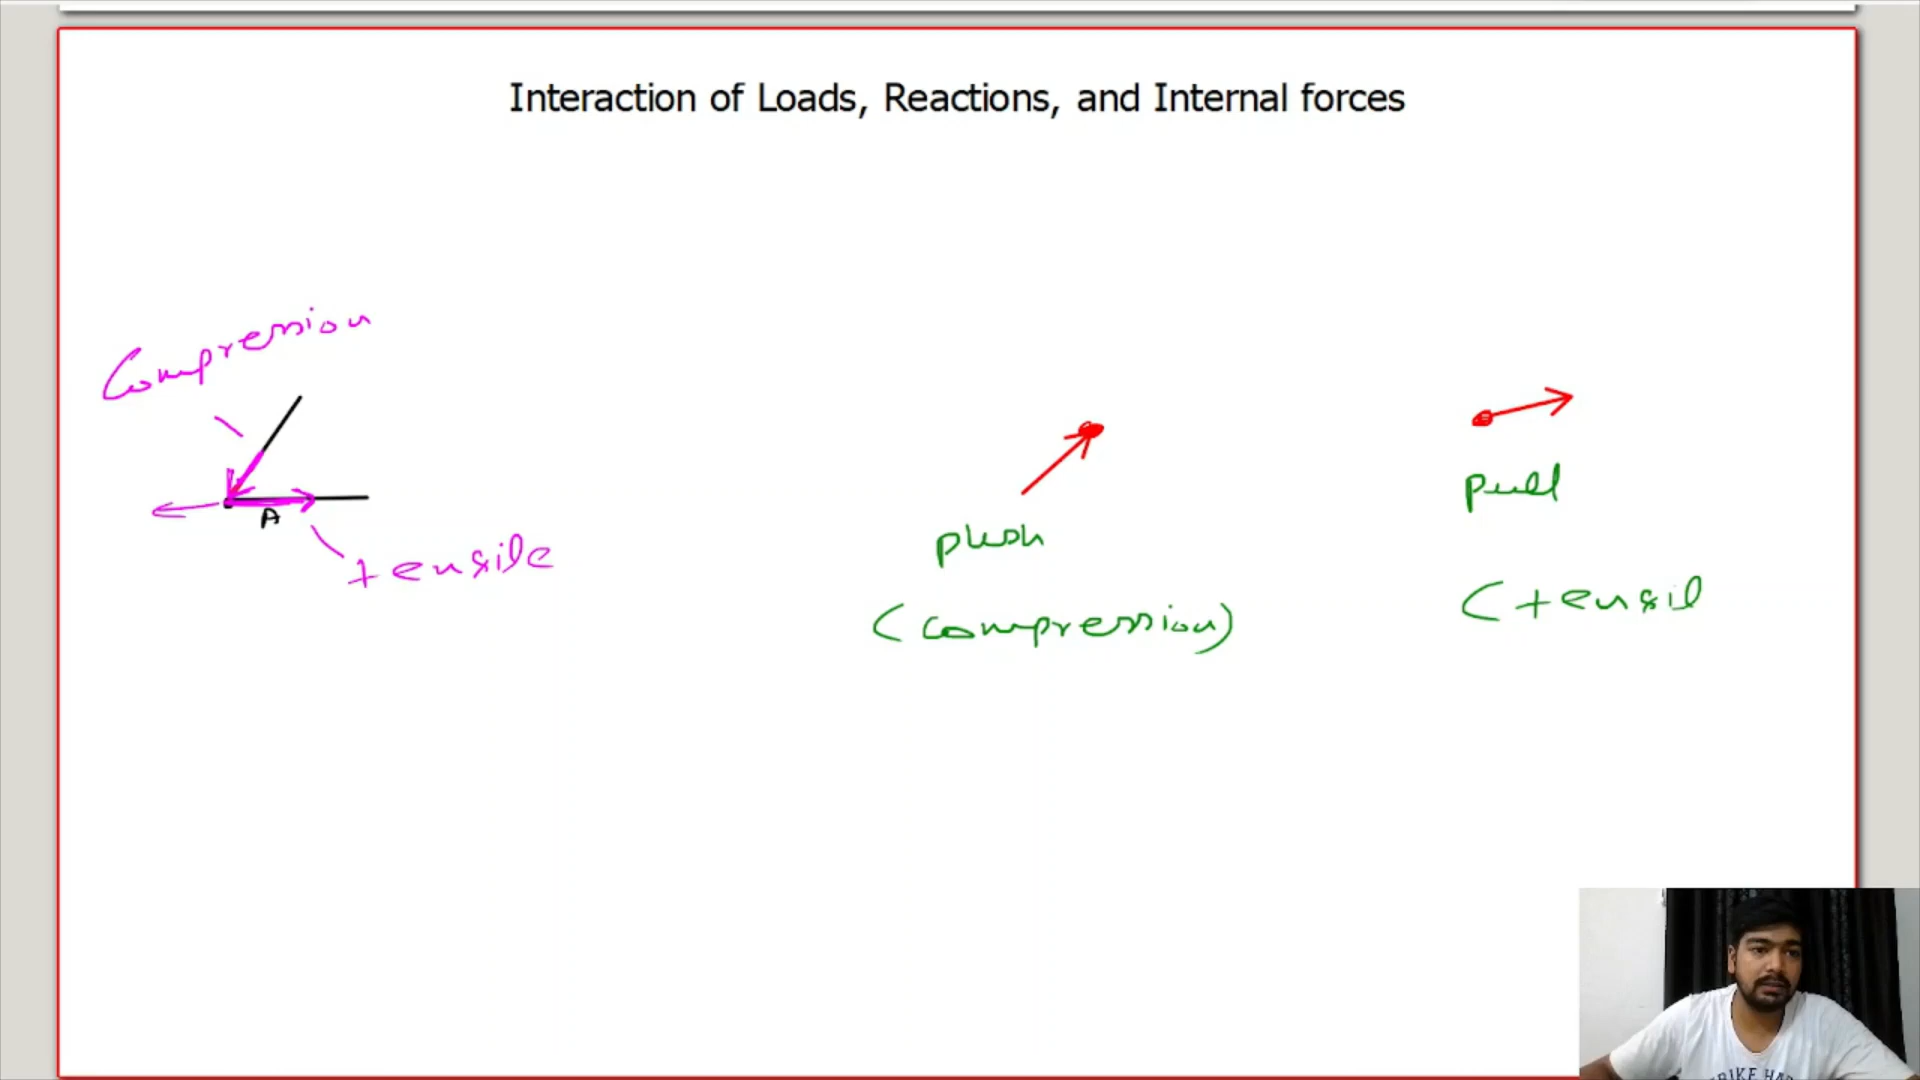 Interaction of Loads, Reactions, and Internal forces
Compression
A
tensile
push
(compression)
pull
(tensil